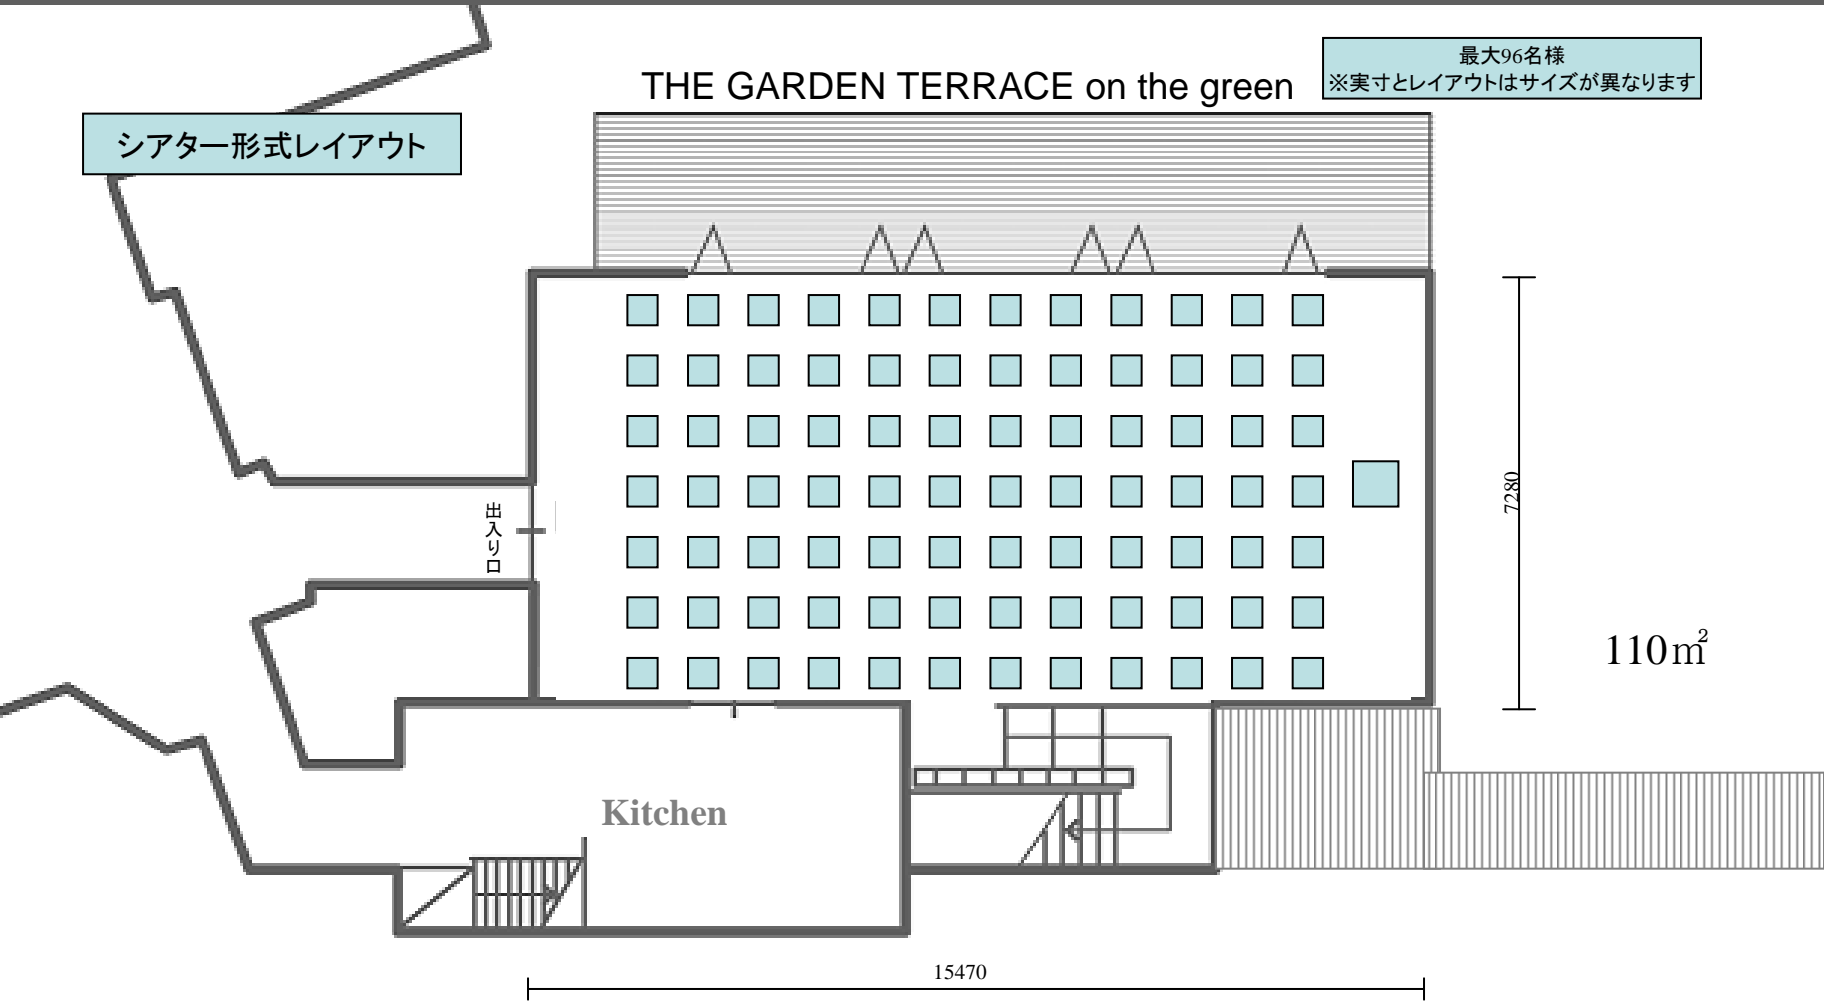 THE GARDEN TERRACE on the green
最大96名様
※実寸とレイアウトはサイズが異なります
シアター形式レイアウト
出入り口
7280
110㎡
Kitchen
15470